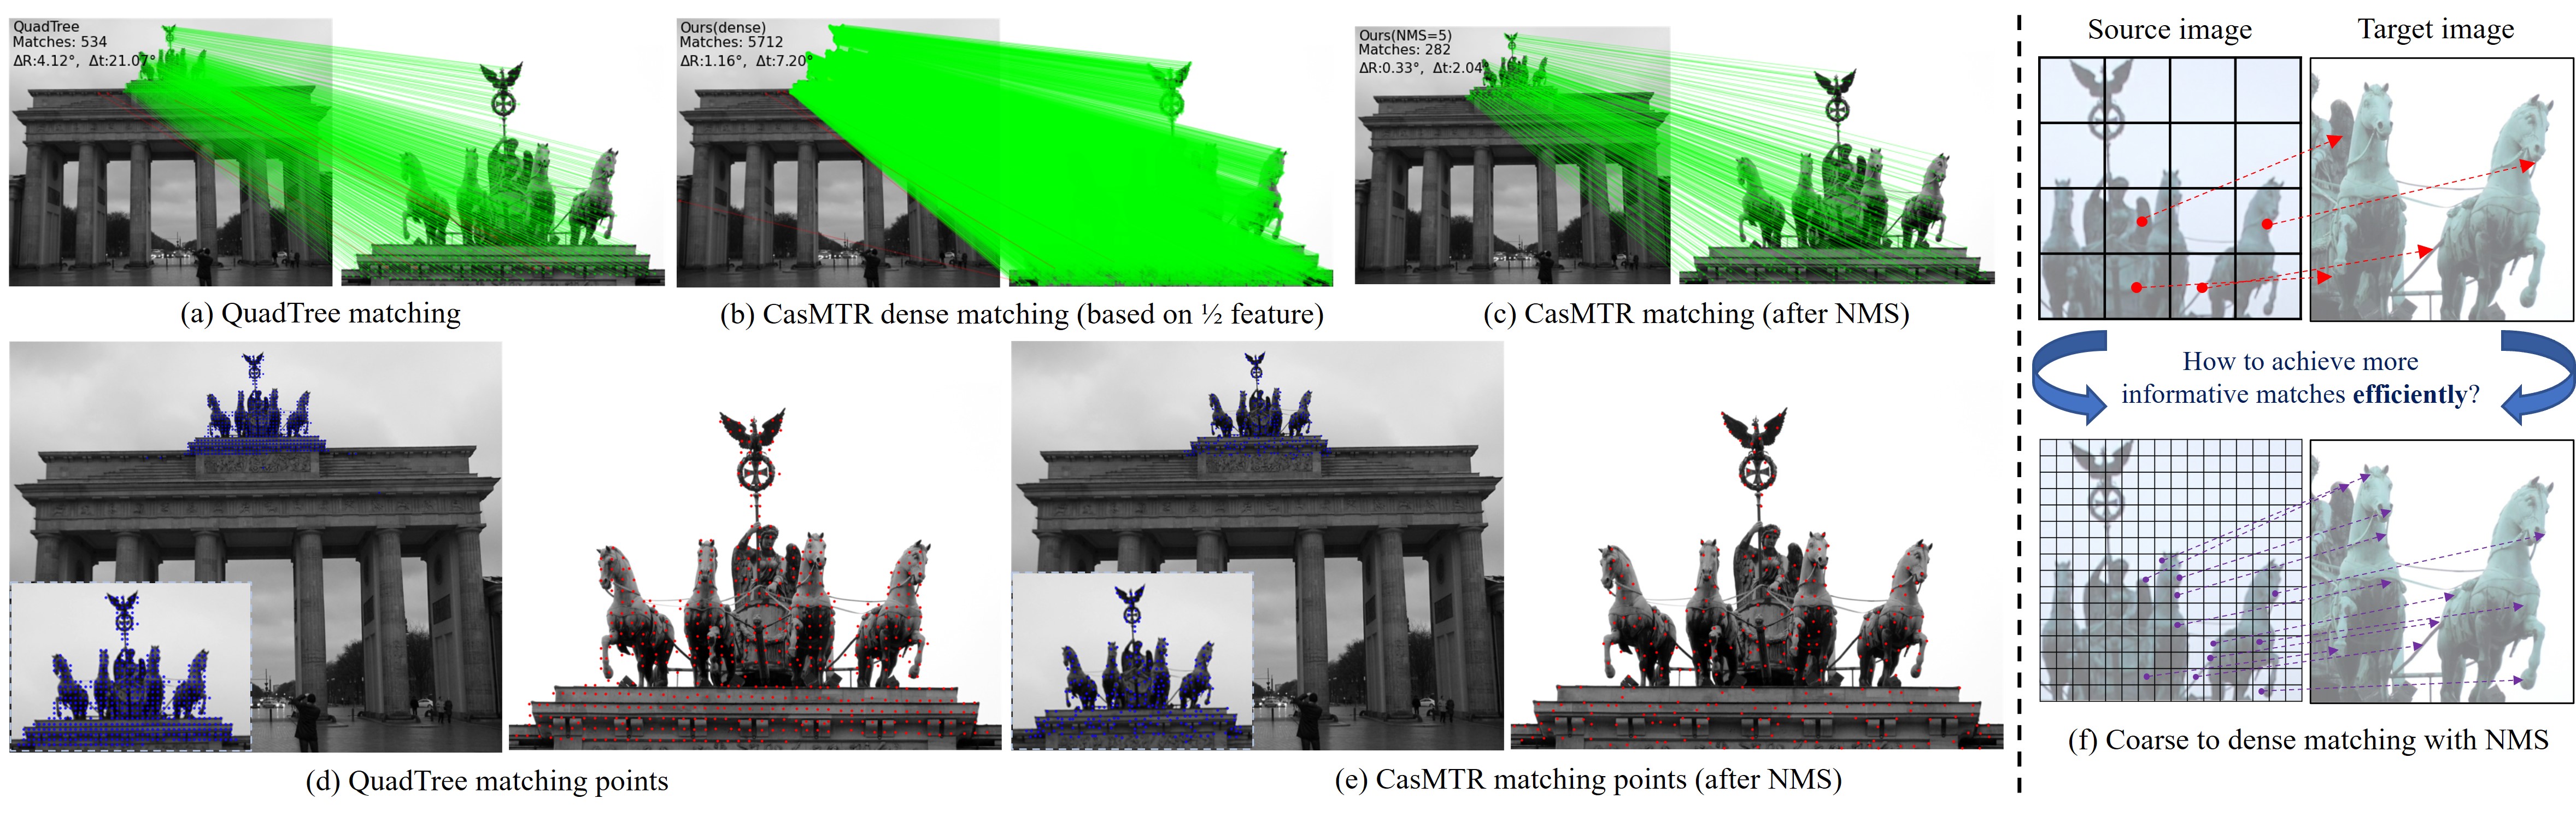 QuadTree
Matches: 534
ΔR:4.12°, Δt:21.07°
Ours(dense)
Matches: 5712
ΔR:1.16°, Δt:7.20°
Ours(NMS=5)
Matches: 282
ΔR:0.33°, Δt:2.04°
(a) QuadTree matching
(b) CasMTR dense matching (based on ½ feature)
(c) CasMTR matching (after NMS)
(d) QuadTree matching points
(e) CasMTR matching points (after NMS)
Source image
Target image
How to achieve more
informative matches efficiently?
(f) Coarse to dense matching with NMS